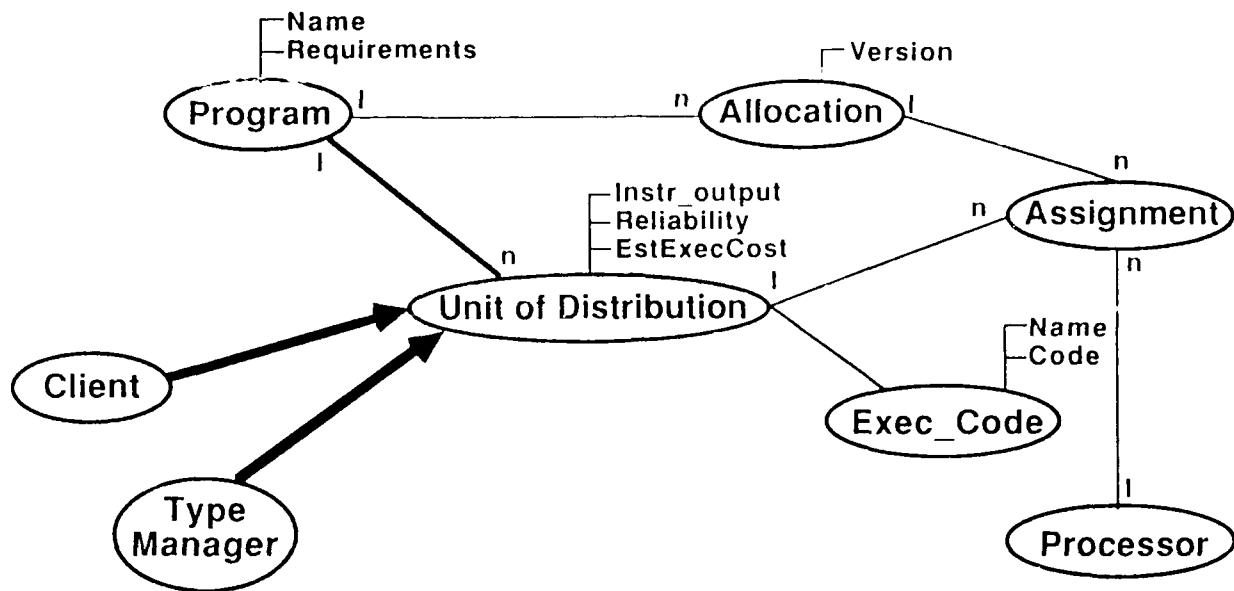 Name
Requirements
Version
Program
l
n
Allocation
l
l
n
Instr_output
Reliability
EstExecCost
n
Assignment
n
l
n
Unit of Distribution
Name
Code
Client
Exec_Code
Type
Manager
l
Processor